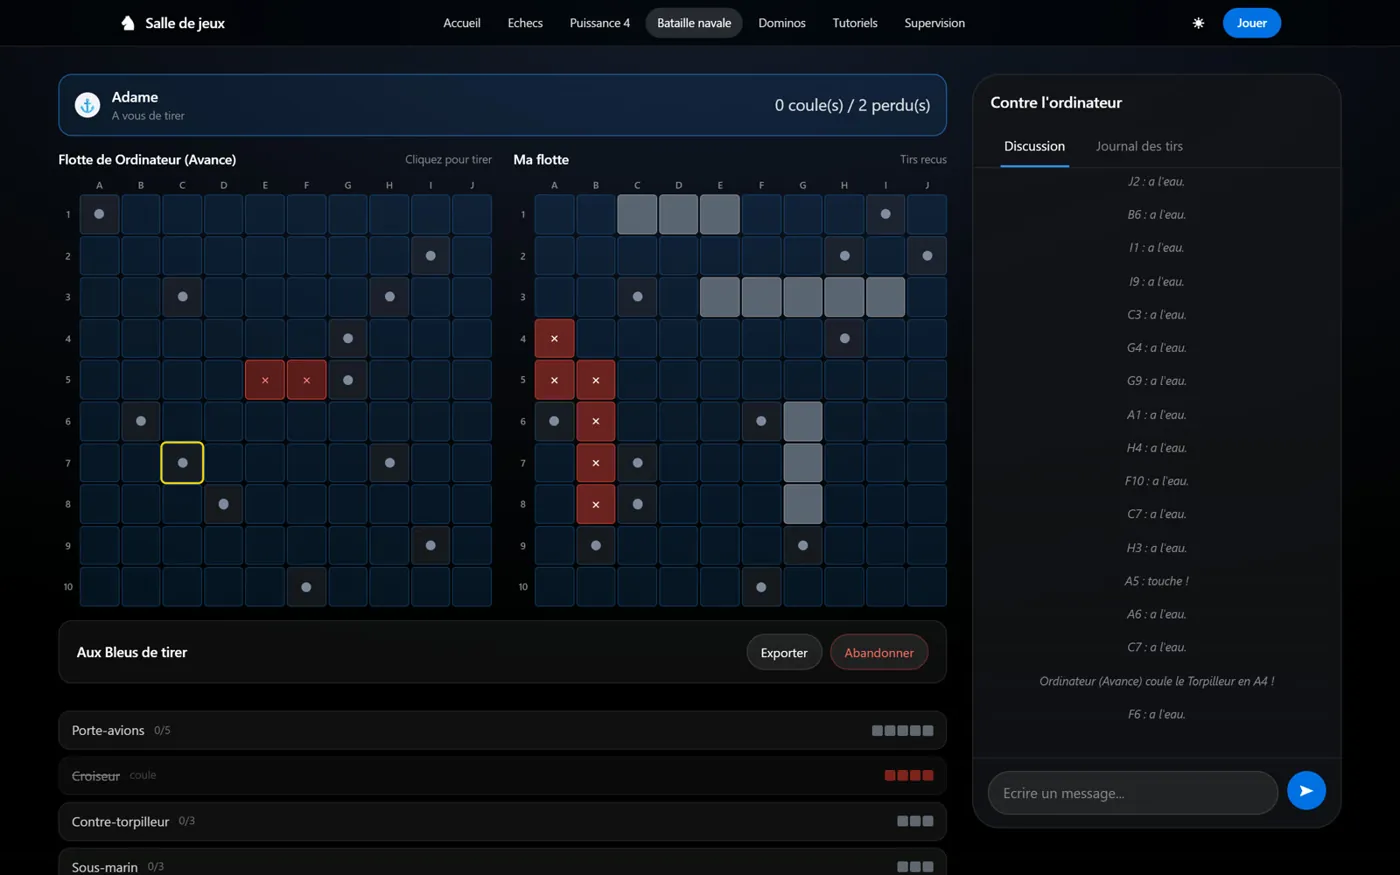 Salle de jeux
Accueil Echecs Puissance 4 Bataille navale Dominos Tutoriels Supervision
Jouer
Adame
A vous de tirer
0 coule(s) / 2 perdu(s)
Flotte de Ordinateur (Avance)
Cliquez pour tirer
A B C D E F G H I J
1
2
3
4
5
6
7
8
9
10
Ma flotte
Tirs recus
A B C D E F G H I J
1
2
3
4
5
6
7
8
9
10
Aux Bleus de tirer
Exporter
Abandonner
Porte-avions 0/5
Croiseur coule
Contre-torpilleur 0/3
Sous-marin 0/3
Contre l'ordinateur
Discussion Journal des tirs
J2 : a l'eau.
B6 : a l'eau.
I1 : a l'eau.
I9 : a l'eau.
C3 : a l'eau.
G4 : a l'eau.
G9 : a l'eau.
A1 : a l'eau.
H4 : a l'eau.
F10 : a l'eau.
C7 : a l'eau.
H3 : a l'eau.
A5 : touche !
A6 : a l'eau.
C7 : a l'eau.
Ordinateur (Avance) coule le Torpilleur en A4 !
F6 : a l'eau.
Ecrire un message...